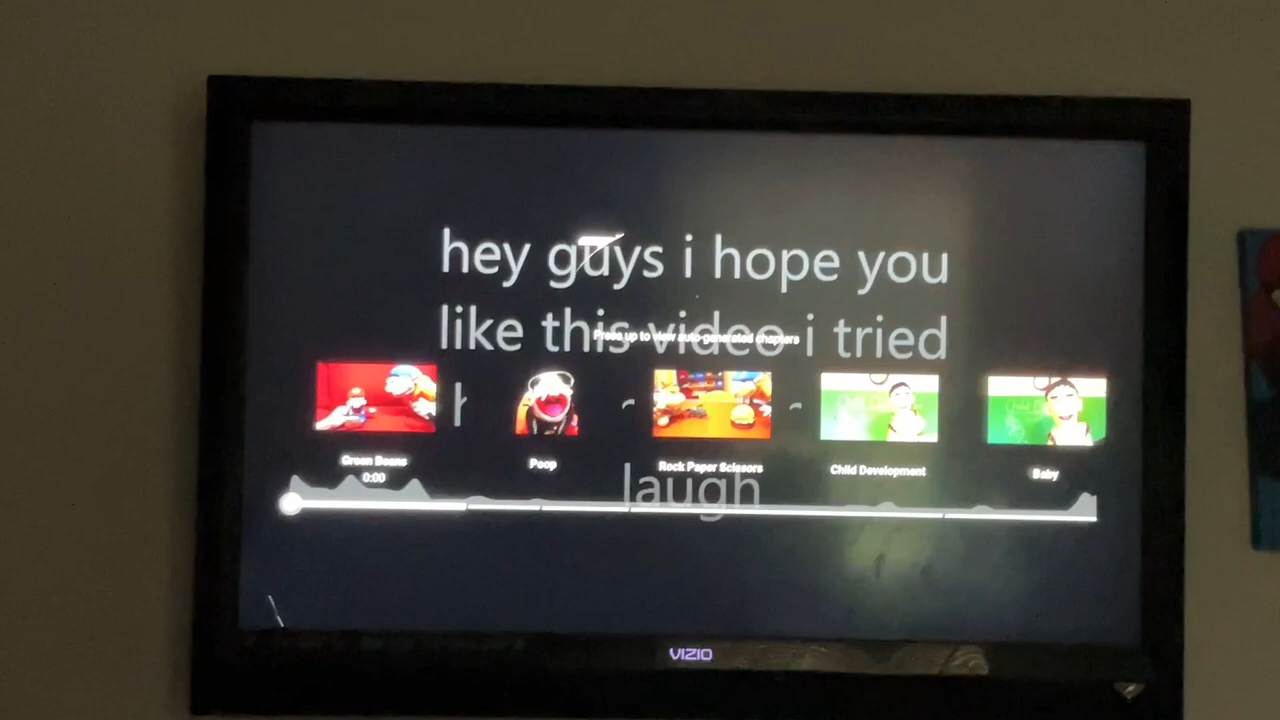 hey guys i hope you
like this video i tried
Press up to view auto-generated chapters
Green Beans
Poop
Rock Paper Scissors
Child Development
Baby
0:00
laugh
VIZIO